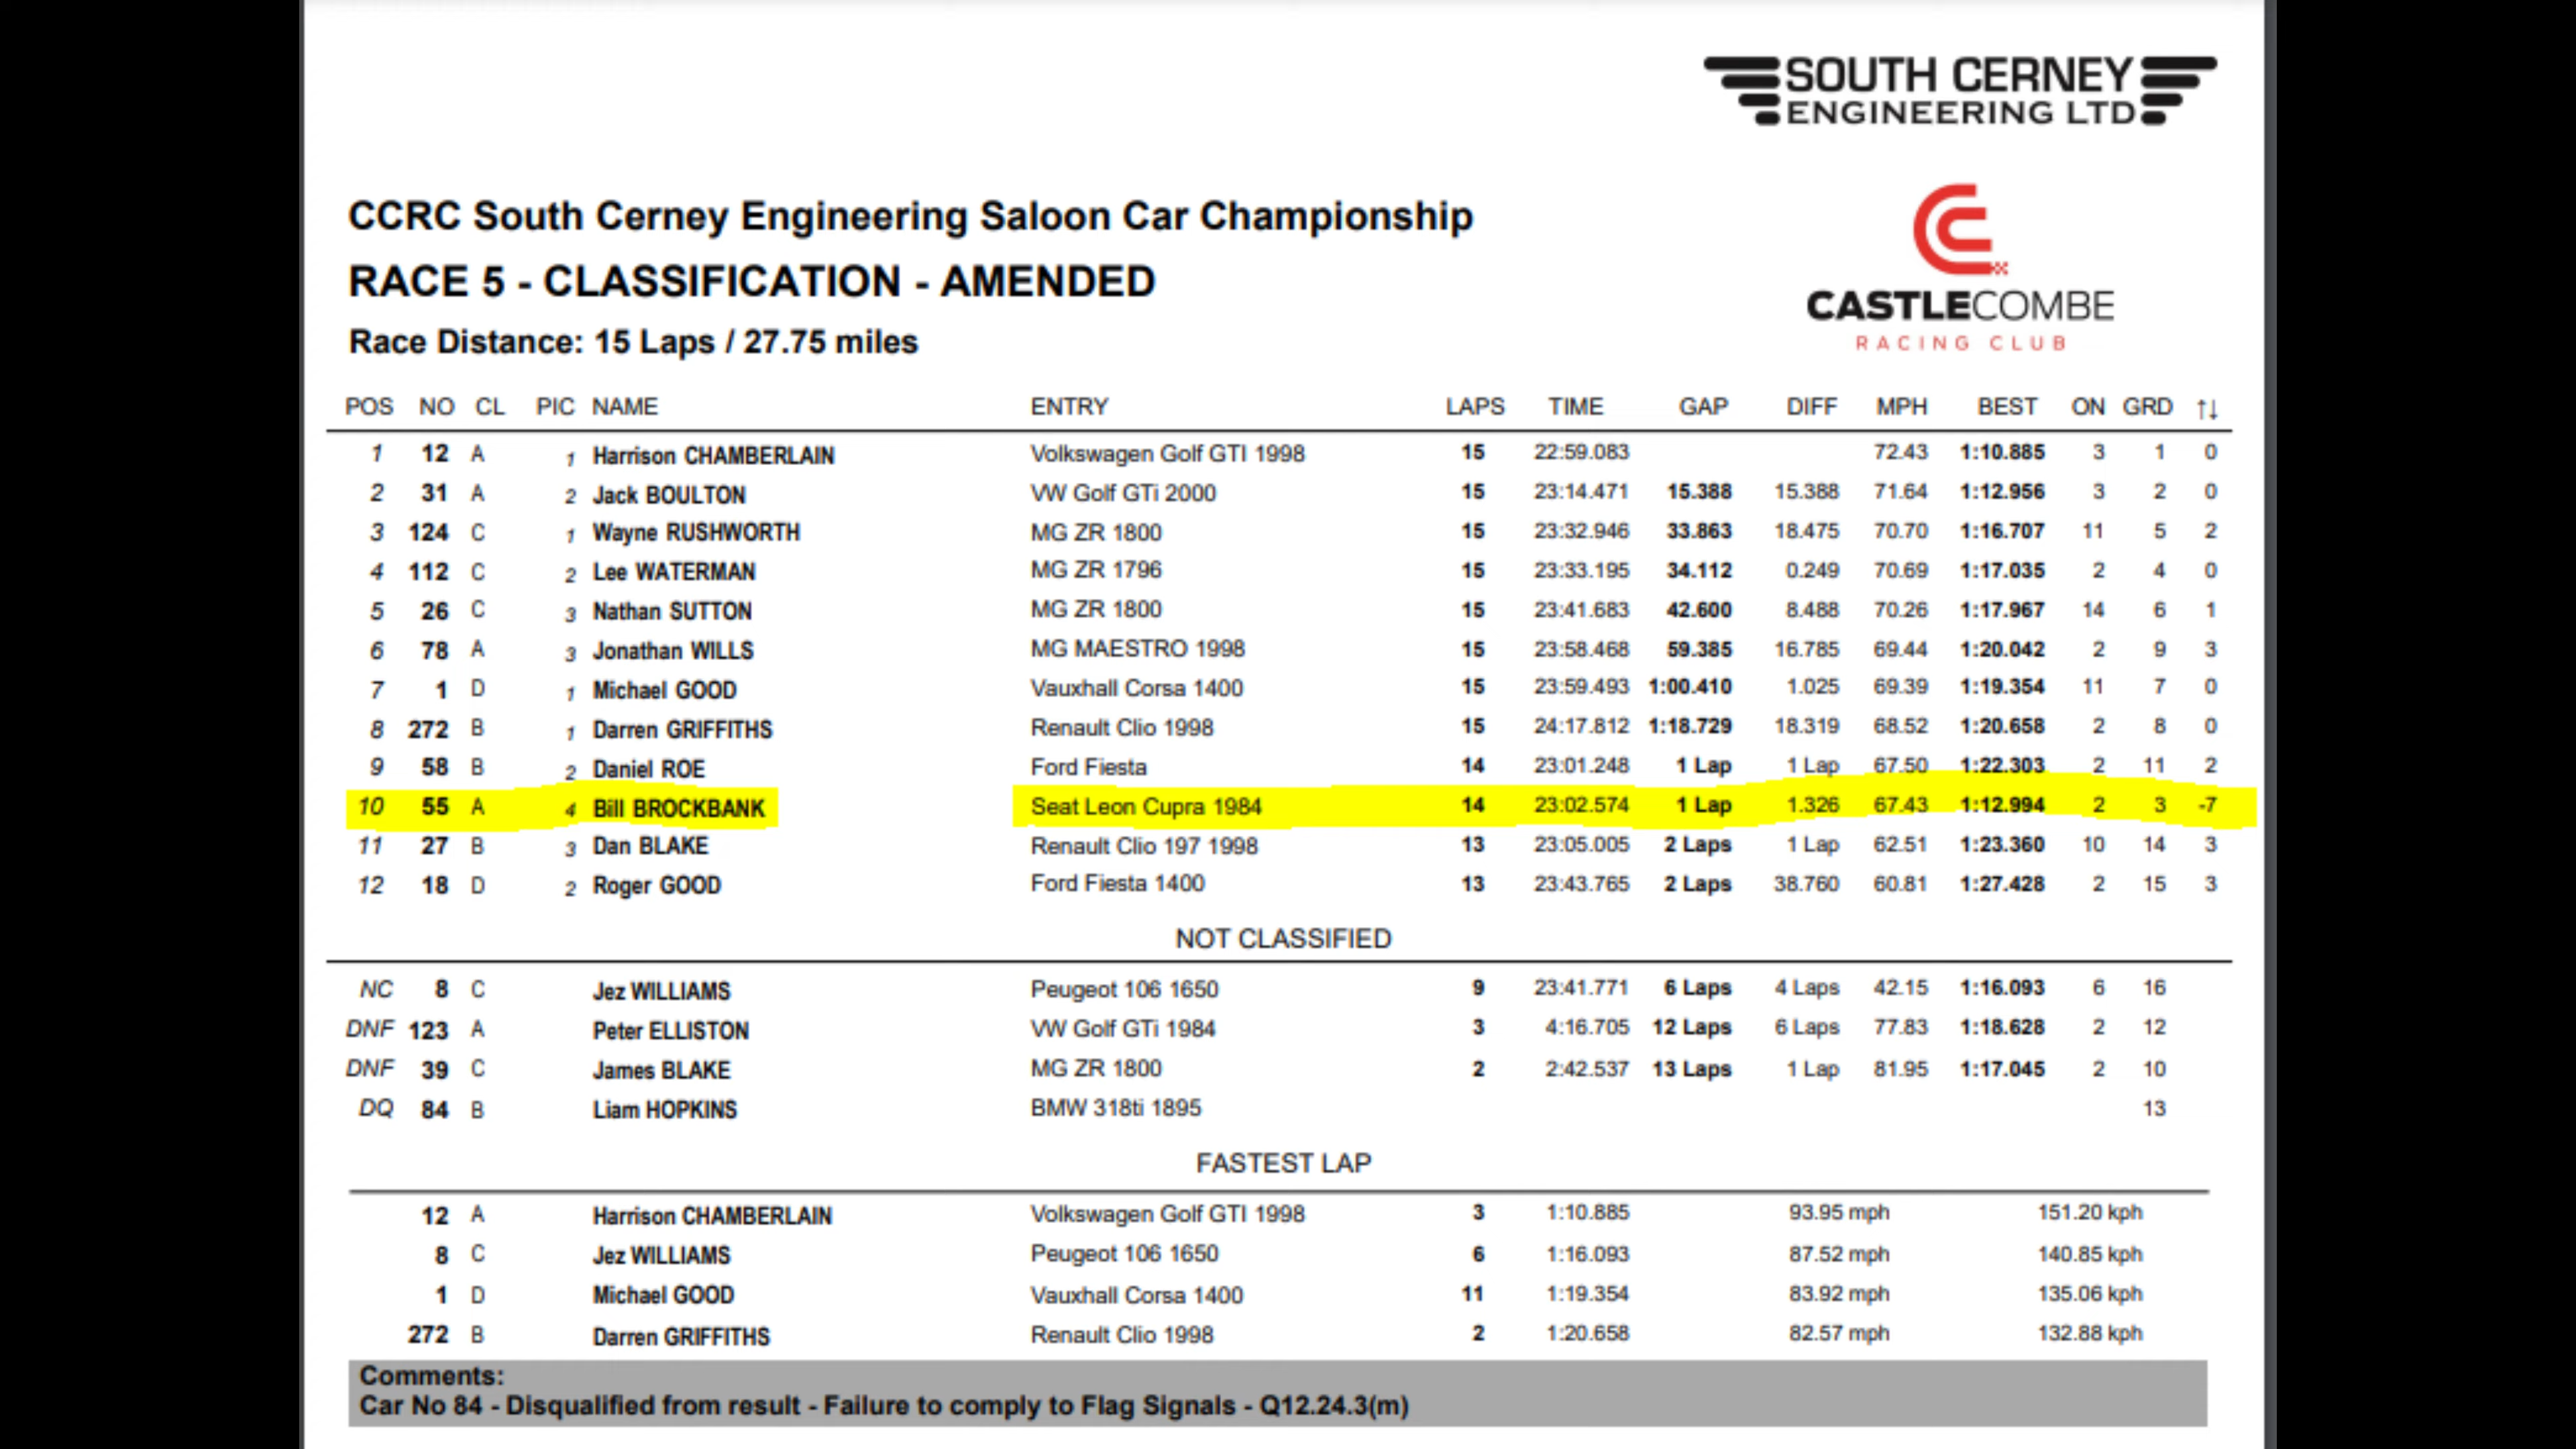 SOUTH CERNEY
ENGINEERING LTD
CCRC South Cerney Engineering Saloon Car Championship
RACE 5 - CLASSIFICATION - AMENDED
Race Distance: 15 Laps / 27.75 miles
CASTLECOMBE
RACING CLUB
POS NO CL PIC NAME ENTRY LAPS TIME GAP DIFF MPH BEST ON GRD ↑↓
1 12 A 1 Harrison CHAMBERLAIN Volkswagen Golf GTI 1998 15 22:59.083 72.43 1:10.885 3 1 0
2 31 A 2 Jack BOULTON VW Golf GTi 2000 15 23:14.471 15.388 15.388 71.64 1:12.956 3 2 0
3 124 C 1 Wayne RUSHWORTH MG ZR 1800 15 23:32.946 33.863 18.475 70.70 1:16.707 11 5 2
4 112 C 2 Lee WATERMAN MG ZR 1796 15 23:33.195 34.112 0.249 70.69 1:17.035 2 4 0
5 26 C 3 Nathan SUTTON MG ZR 1800 15 23:41.683 42.600 8.488 70.26 1:17.967 14 6 1
6 78 A 3 Jonathan WILLS MG MAESTRO 1998 15 23:58.468 59.385 16.785 69.44 1:20.042 2 9 3
7 1 D 1 Michael GOOD Vauxhall Corsa 1400 15 23:59.493 1:00.410 1.025 69.39 1:19.354 11 7 0
8 272 B 1 Darren GRIFFITHS Renault Clio 1998 15 24:17.812 1:18.729 18.319 68.52 1:20.658 2 8 0
9 58 B 2 Daniel ROE Ford Fiesta 14 23:01.248 1 Lap 1 Lap 67.50 1:22.303 2 11 2
10 55 A 4 Bill BROCKBANK Seat Leon Cupra 1984 14 23:02.574 1 Lap 1.326 67.43 1:12.994 2 3 -7
11 27 B 3 Dan BLAKE Renault Clio 197 1998 13 23:05.005 2 Laps 1 Lap 62.51 1:23.360 10 14 3
12 18 D 2 Roger GOOD Ford Fiesta 1400 13 23:43.765 2 Laps 38.760 60.81 1:27.428 2 15 3
NOT CLASSIFIED
NC 8 C Jez WILLIAMS Peugeot 106 1650 9 23:41.771 6 Laps 4 Laps 42.15 1:16.093 6 16
DNF 123 A Peter ELLISTON VW Golf GTi 1984 3 4:16.705 12 Laps 6 Laps 77.83 1:18.628 2 12
DNF 39 C James BLAKE MG ZR 1800 2 2:42.537 13 Laps 1 Lap 81.95 1:17.045 2 10
DQ 84 B Liam HOPKINS BMW 318ti 1895 13
FASTEST LAP
12 A Harrison CHAMBERLAIN Volkswagen Golf GTI 1998 3 1:10.885 93.95 mph 151.20 kph
8 C Jez WILLIAMS Peugeot 106 1650 6 1:16.093 87.52 mph 140.85 kph
1 D Michael GOOD Vauxhall Corsa 1400 11 1:19.354 83.92 mph 135.06 kph
272 B Darren GRIFFITHS Renault Clio 1998 2 1:20.658 82.57 mph 132.88 kph
Comments:
Car No 84 - Disqualified from result - Failure to comply to Flag Signals - Q12.24.3(m)